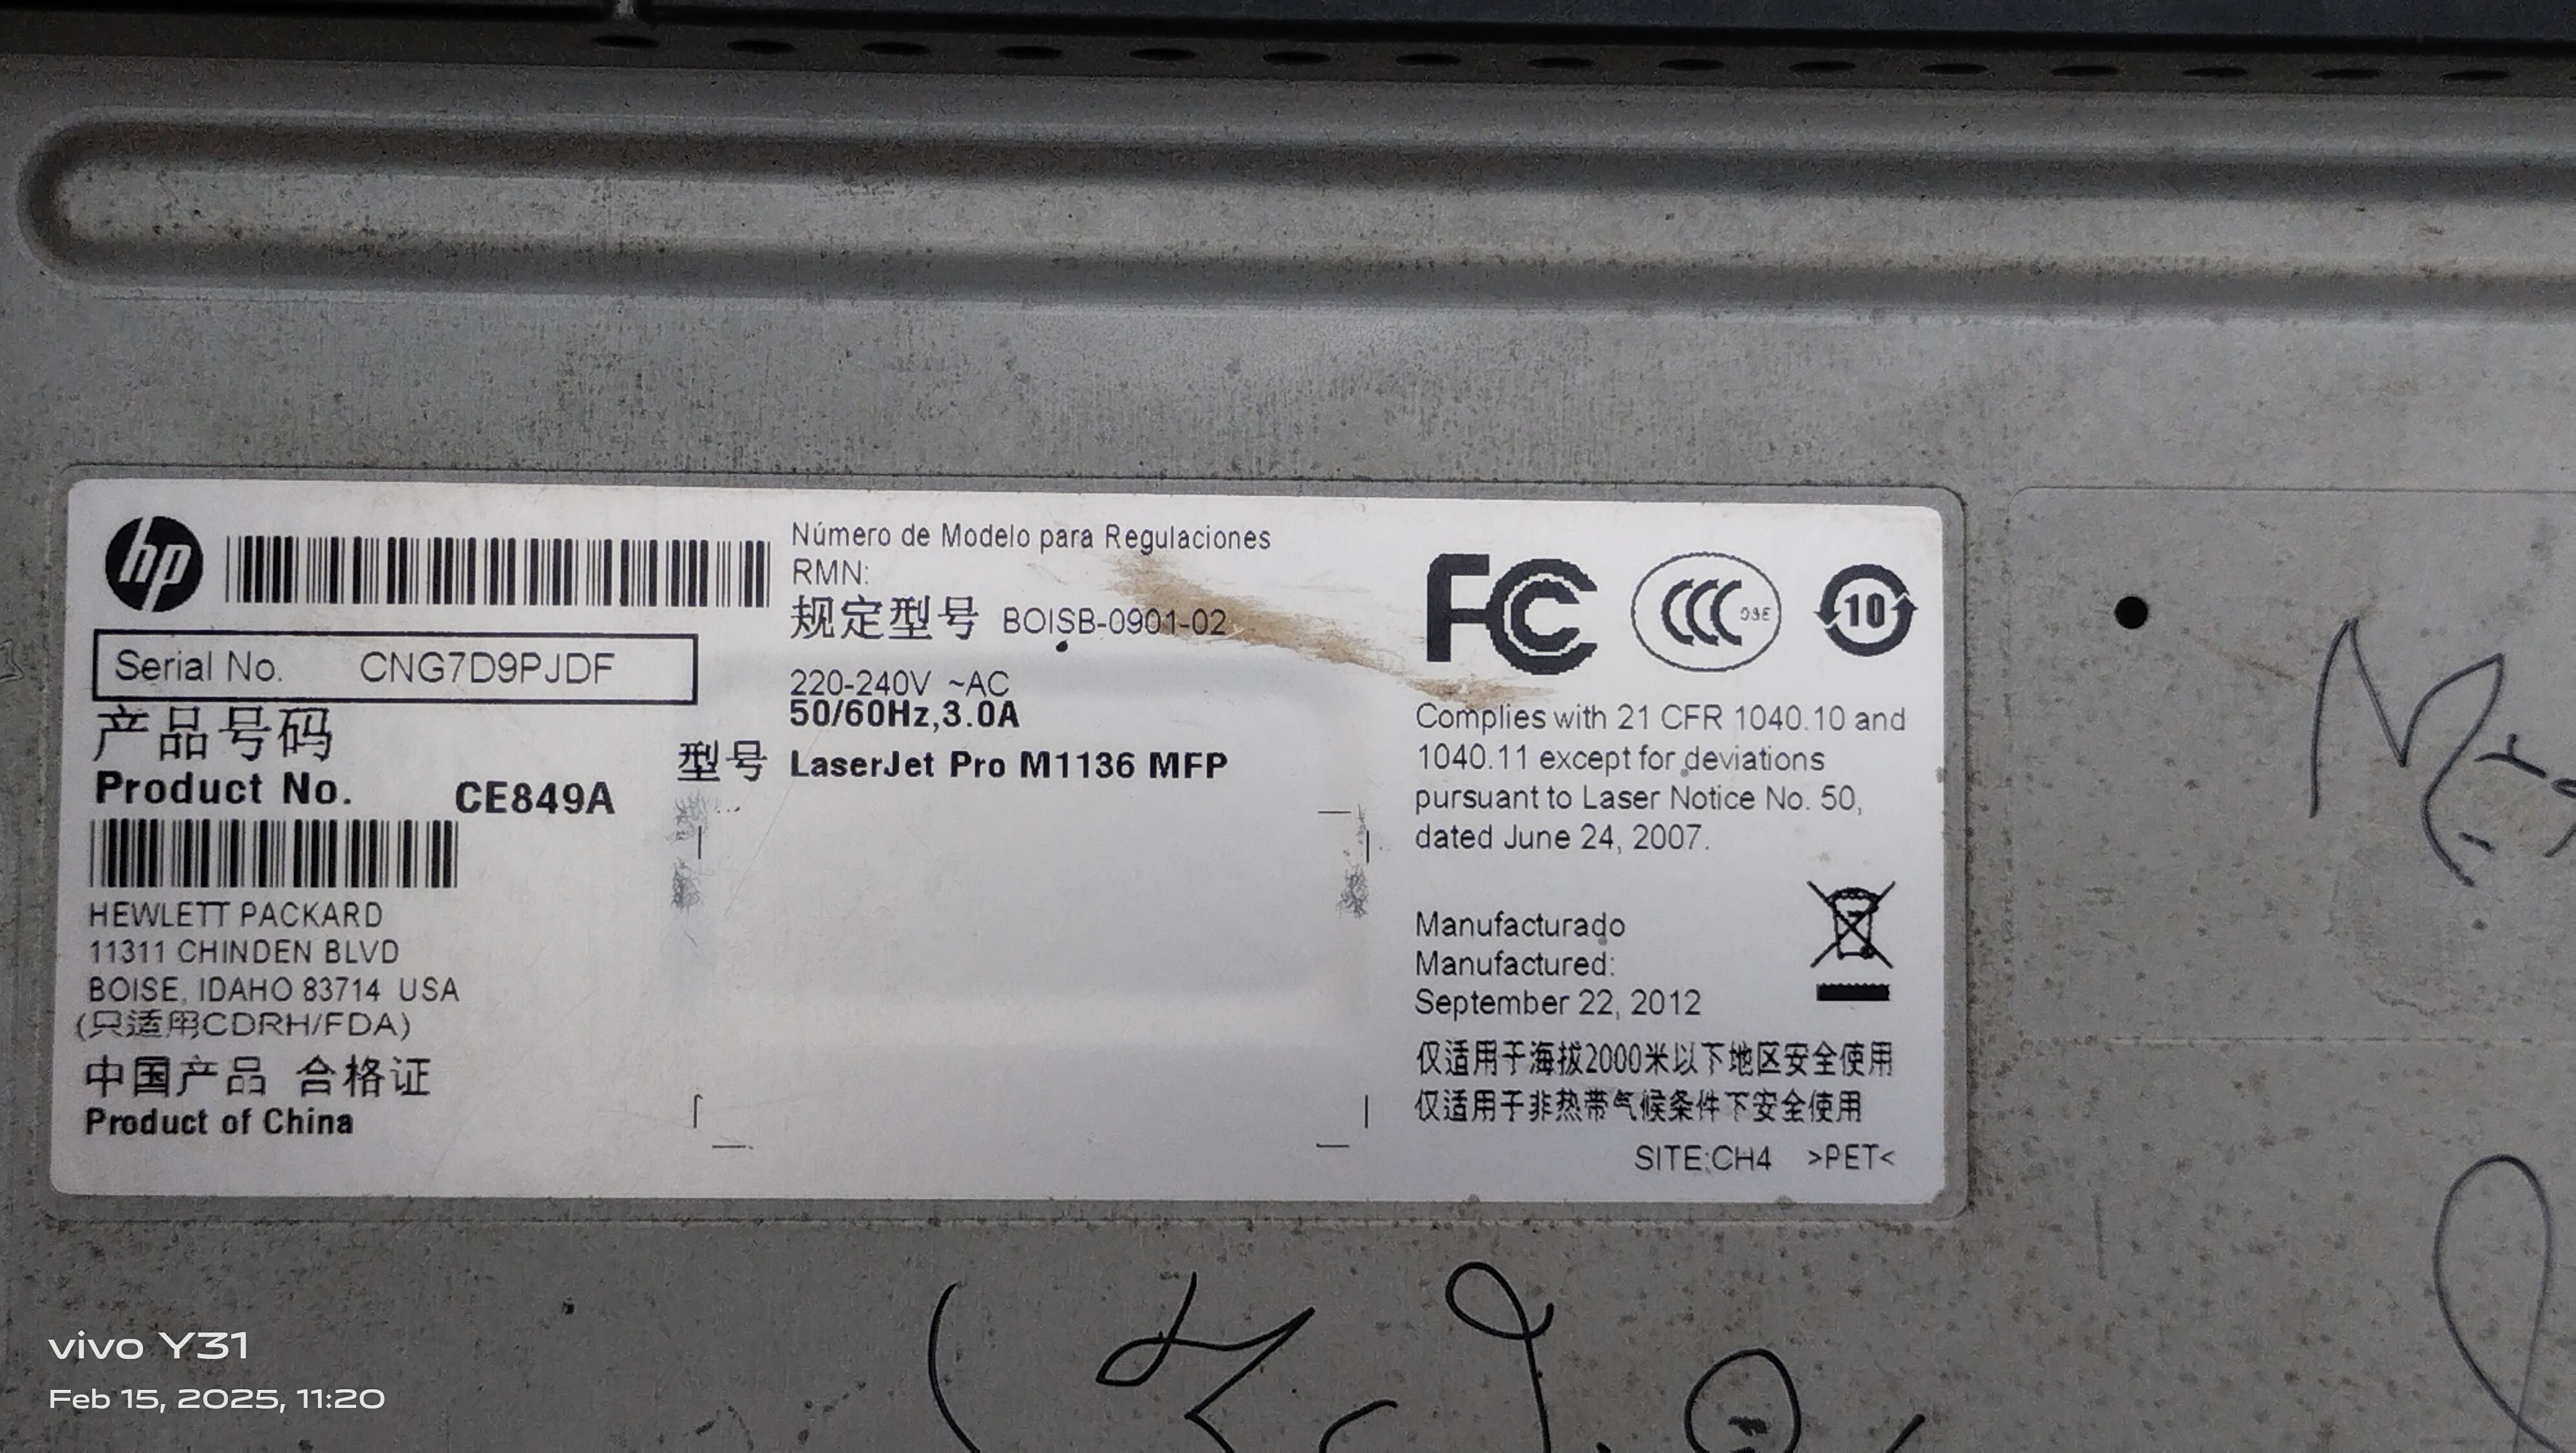 hp
Número de Modelo para Regulaciones
RMN:
规定型号 BOISB-0901-02
Serial No. CNG7D9PJDF
产品号码
Product No. CE849A
220-240V ~AC
50/60Hz,3.0A
型号 LaserJet Pro M1136 MFP
HEWLETT PACKARD
11311 CHINDEN BLVD
BOISE, IDAHO 83714 USA
(只适用CDRH/FDA)
中国产品 合格证
Product of China
FC
CCC
10
Complies with 21 CFR 1040.10 and
1040.11 except for deviations
pursuant to Laser Notice No. 50,
dated June 24, 2007.
Manufacturado
Manufactured:
September 22, 2012
仅适用于海拔2000米以下地区安全使用
仅适用于非热带气候条件下安全使用
SITE:CH4 >PET<
vivo Y31
Feb 15, 2025, 11:20